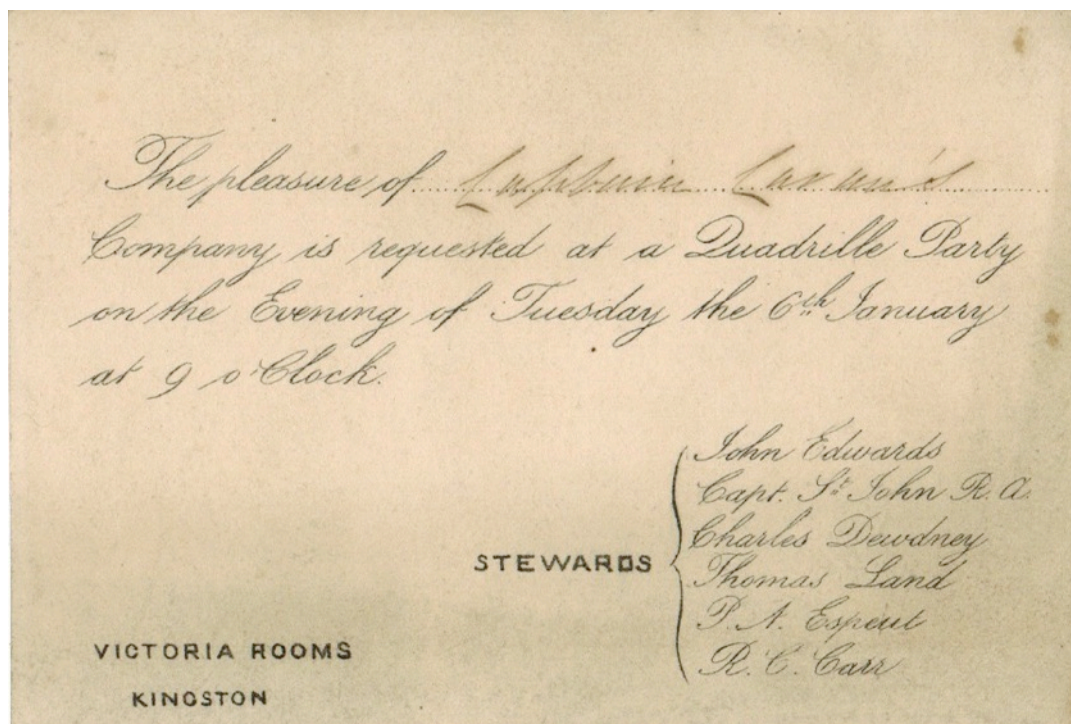 The pleasure of Captain
Company is requested at a Quadrille Party
on the Evening of Tuesday the 6th January
at 9 o'Clock.
John Edwards
Capt. St. John R. A.
Charles Dewdney
STEWARDS
Thomas Land
P. A. Espeut
R. C. Carr
VICTORIA ROOMS
KINGSTON